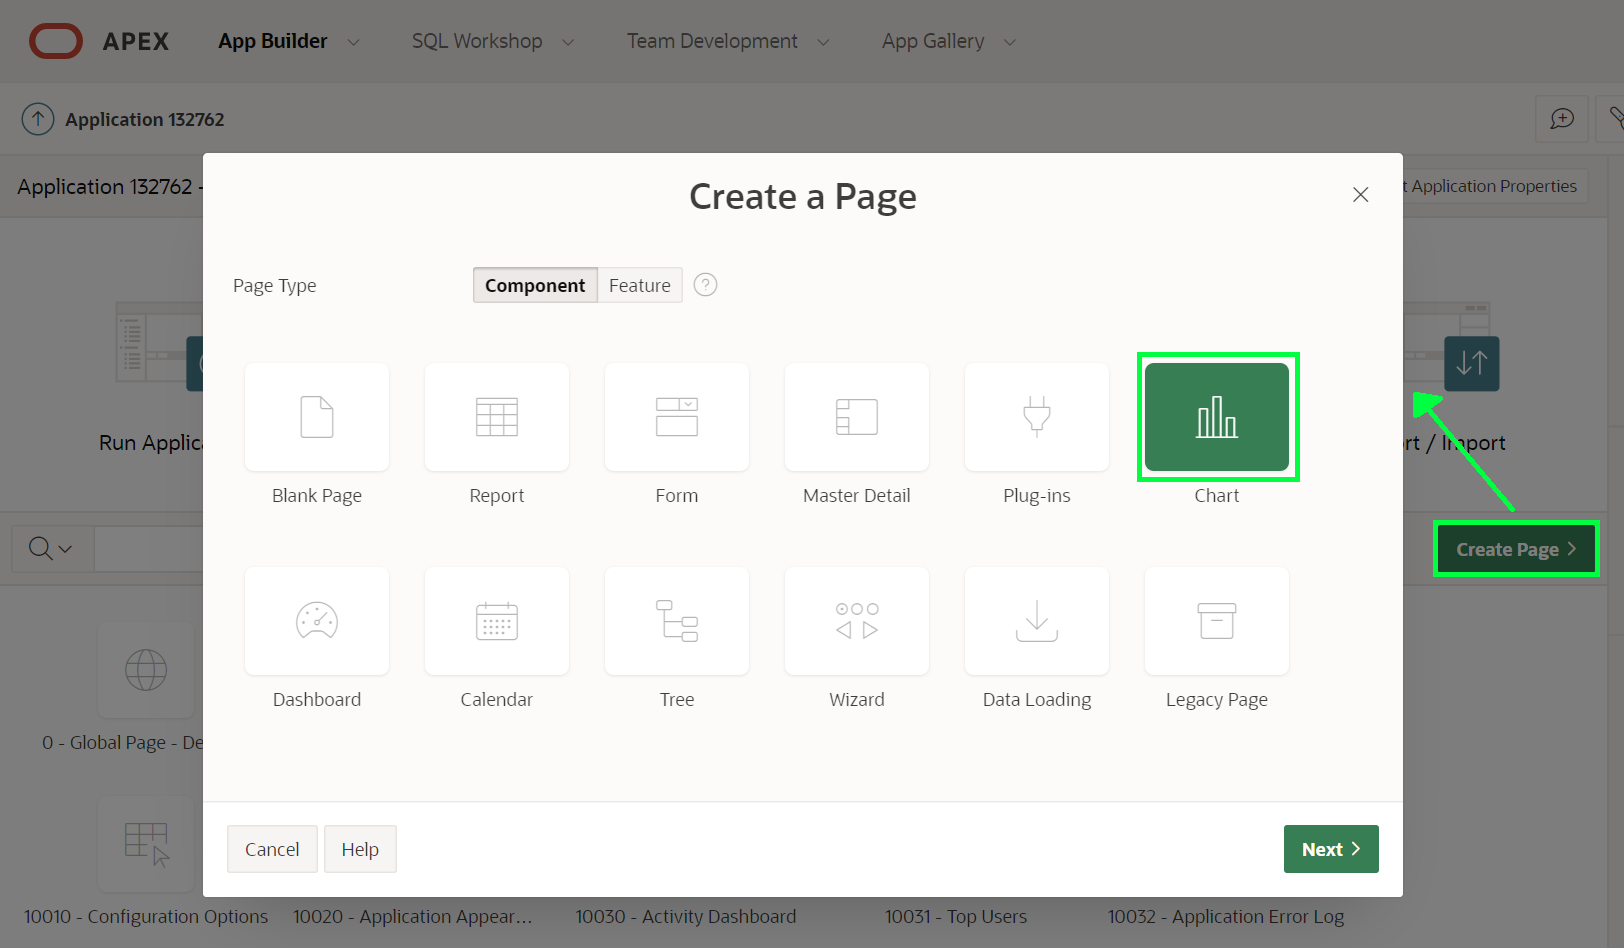 APEX App Builder SQL Workshop Team Development App Gallery
Application 132762
Application 132762 -
t Application Properties
Create a Page
Page Type Component Feature ?
Run Applic
rt / Import
Blank Page Report Form Master Detail Plug-ins Chart
Create Page
Dashboard Calendar Tree Wizard Data Loading Legacy Page
0 - Global Page - De
Cancel Help Next
10010 - Configuration Options 10020 - Application Appear... 10030 - Activity Dashboard 10031 - Top Users 10032 - Application Error Log